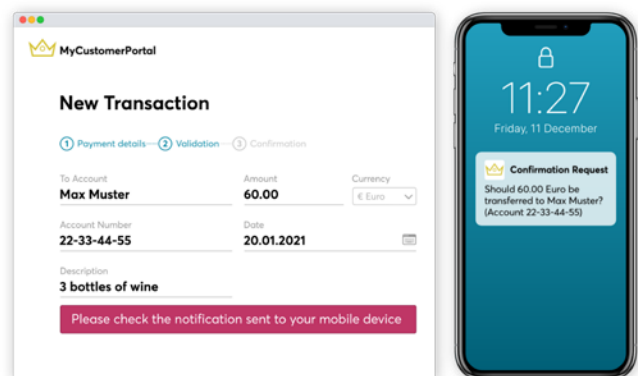 MyCustomerPortal
New Transaction
1 Payment details 2 Validation 3 Confirmation
To Account Amount Currency
Max Muster 60.00 € Euro
Account Number Date
22-33-44-55 20.01.2021
Description
3 bottles of wine
Please check the notification sent to your mobile device
11:27
Friday, 11 December
Confirmation Request
Should 60.00 Euro be
transferred to Max Muster?
(Account 22-33-44-55)